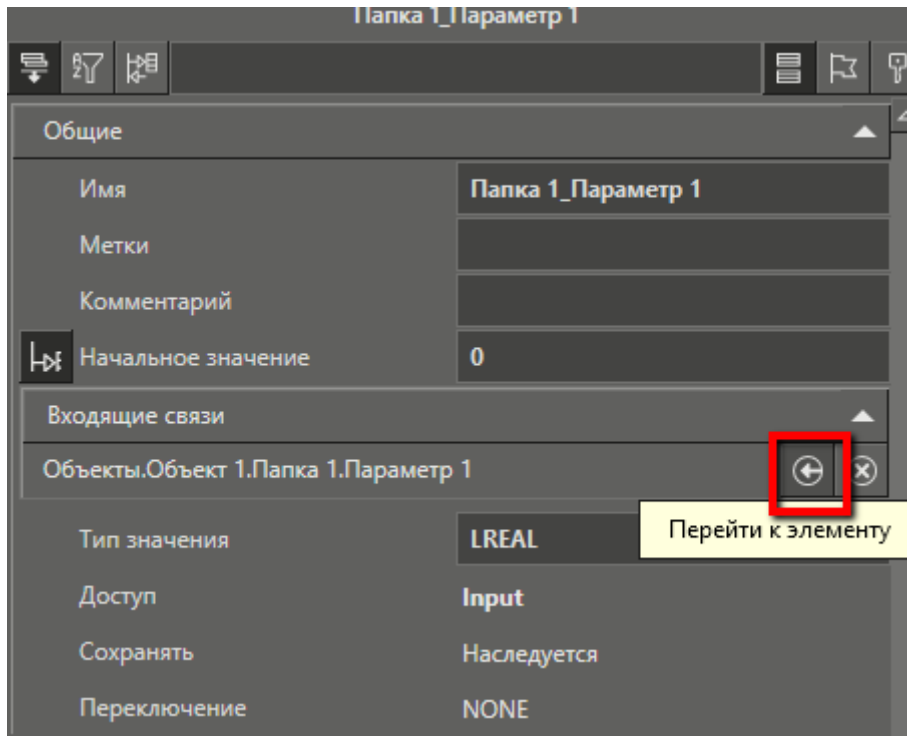 Папка 1_Параметр 1
Общие
Имя Папка 1_Параметр 1
Метки
Комментарий
Начальное значение 0
Входящие связи
Объекты.Объект 1.Папка 1.Параметр 1
Перейти к элементу
Тип значения LREAL
Доступ Input
Сохранять Наследуется
Переключение NONE